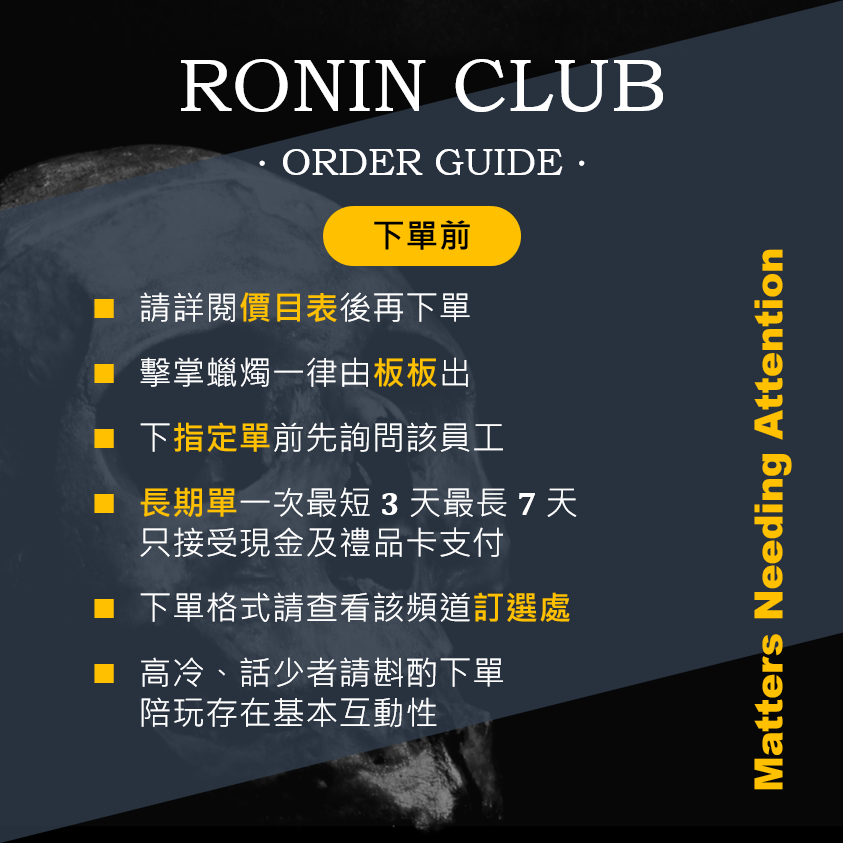 RONIN CLUB
· ORDER GUIDE ·
下單前
■ 請詳閱價目表後再下單
■ 擊掌蠟燭一律由板板出
■ 下指定單前先詢問該員工
■ 長期單一次最短 3 天最長 7 天
只接受現金及禮品卡支付
■ 下單格式請查看該頻道訂選處
■ 高冷、話少者請斟酌下單
陪玩存在基本互動性
Matters Needing Attention